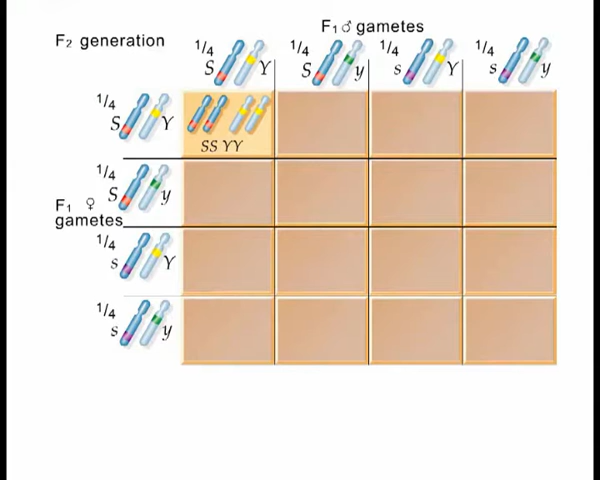 F₁ ♂ gametes
F₂ generation
1/4 S Y
1/4 S y
1/4 s Y
1/4 s y
1/4 S Y
SS YY
1/4 S y
F₁ ♀
gametes
1/4 s Y
1/4 s y